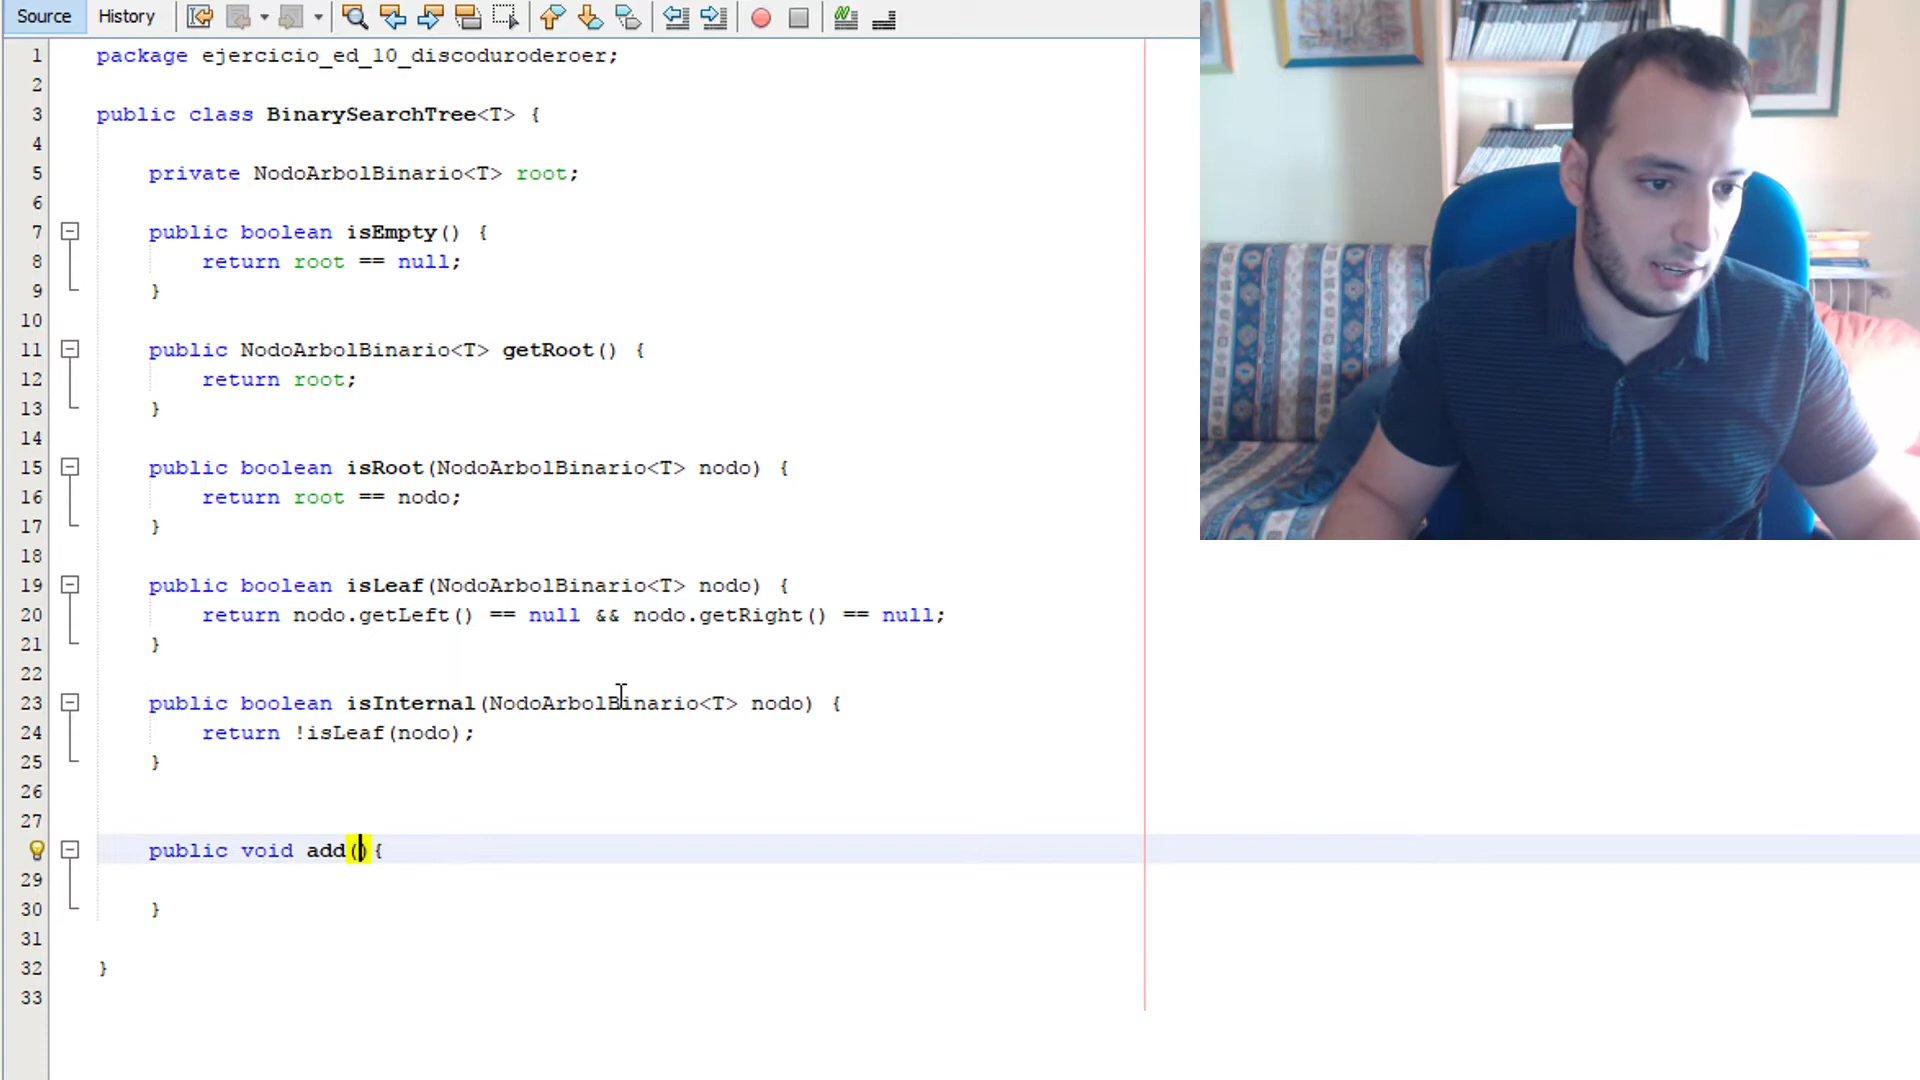 Source History
1 package ejercicio_ed_10_discoduroderoer;
2
3 public class BinarySearchTree<T> {
4
5 private NodoArbolBinario<T> root;
6
7 public boolean isEmpty() {
8 return root == null;
9 }
10
11 public NodoArbolBinario<T> getRoot() {
12 return root;
13 }
14
15 public boolean isRoot(NodoArbolBinario<T> nodo) {
16 return root == nodo;
17 }
18
19 public boolean isLeaf(NodoArbolBinario<T> nodo) {
20 return nodo.getLeft() == null && nodo.getRight() == null;
21 }
22
23 public boolean isInternal(NodoArbolBinario<T> nodo) {
24 return !isLeaf(nodo);
25 }
26
27
public void add(){
29
30 }
31
32 }
33